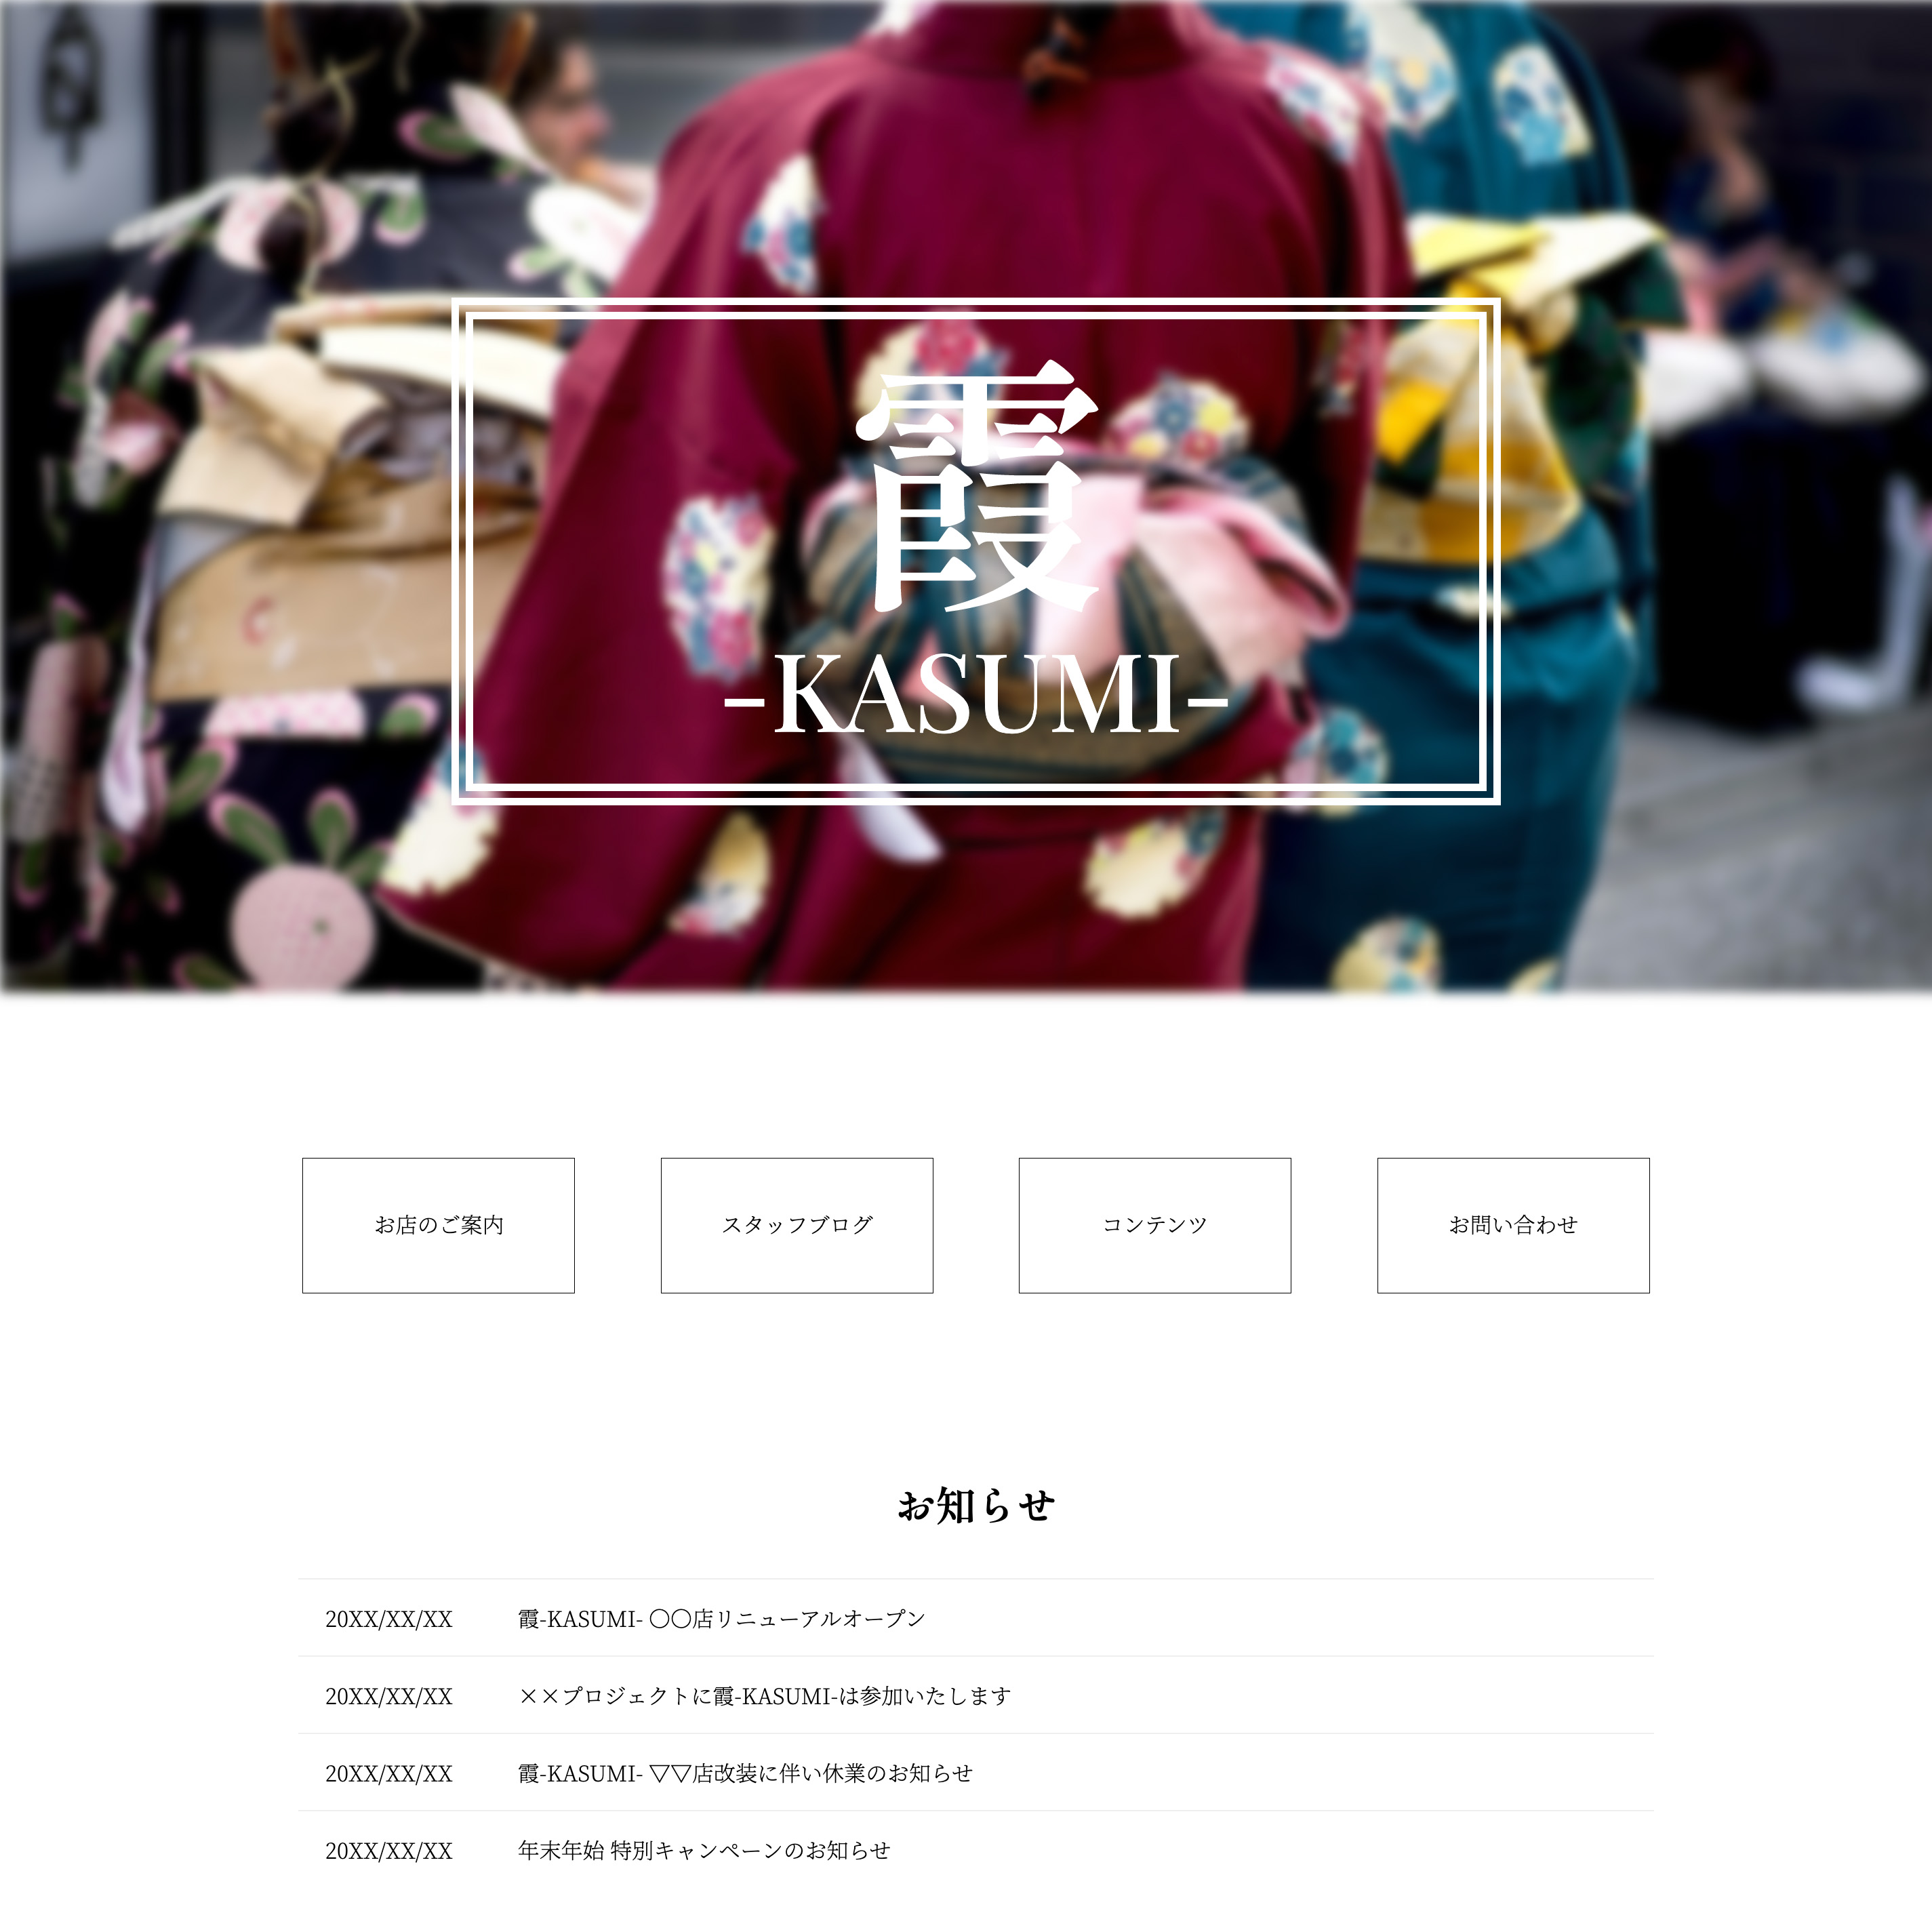 霞
-KASUMI-
お店のご案内
スタッフブログ
コンテンツ
お問い合わせ
お知らせ
20XX/XX/XX 霞-KASUMI- 〇〇店リニューアルオープン
20XX/XX/XX ××プロジェクトに霞-KASUMI-は参加いたします
20XX/XX/XX 霞-KASUMI- ▽▽店改装に伴い休業のお知らせ
20XX/XX/XX 年末年始 特別キャンペーンのお知らせ